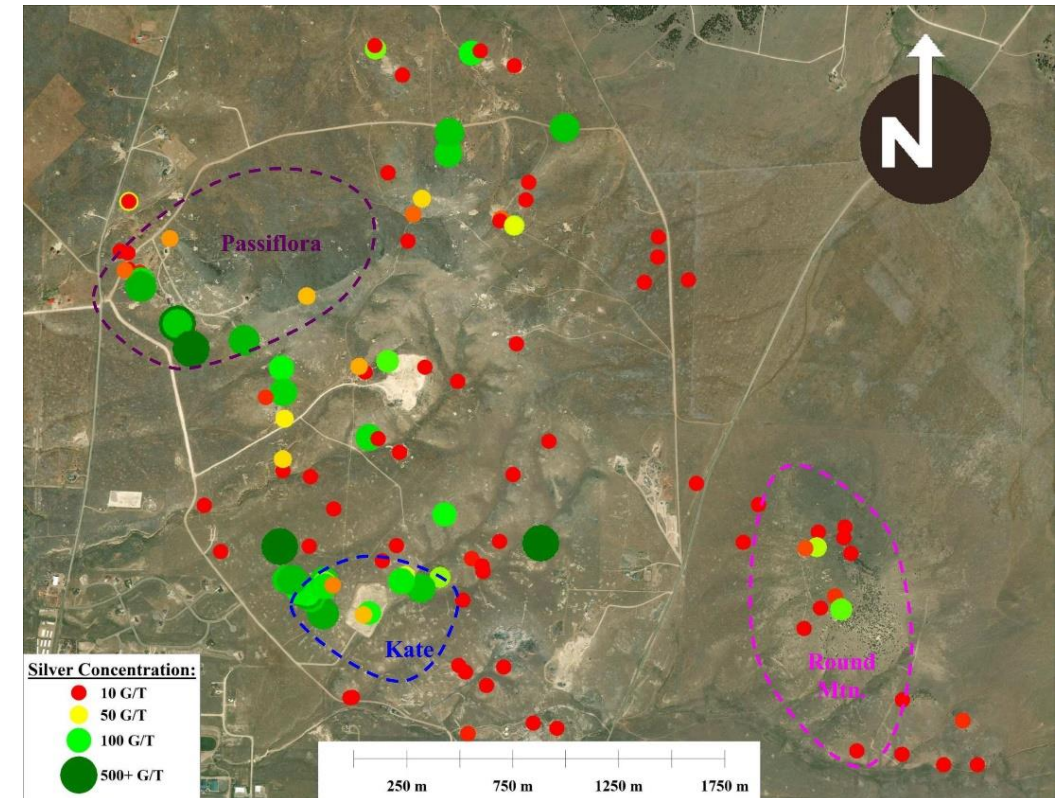 N
Passiflora
Kate
Round
Mtn.
Silver Concentration:
10 G/T
50 G/T
100 G/T
500+ G/T
250 m 750 m 1250 m 1750 m